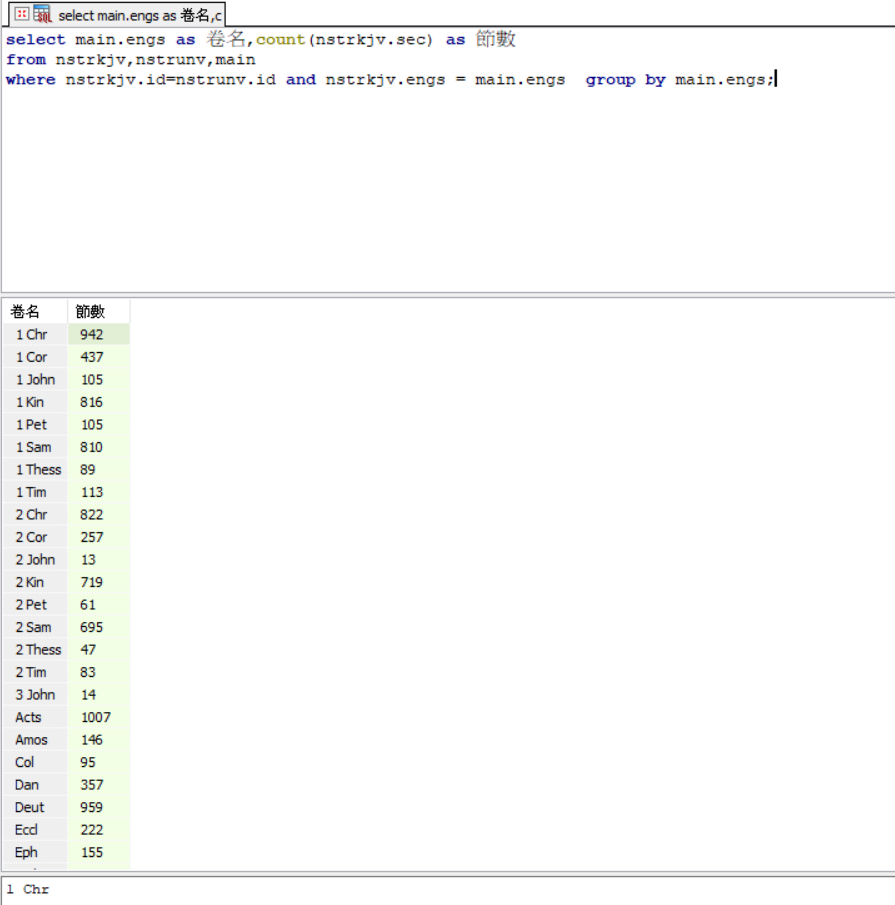 select main.engs as 卷名,c
select main.engs as 卷名,count(nstrkjv.sec) as 節數
from nstrkjv,nstrunv,main
where nstrkjv.id=nstrunv.id and nstrkjv.engs = main.engs  group by main.engs;
卷名 節數
1 Chr 942
1 Cor 437
1 John 105
1 Kin 816
1 Pet 105
1 Sam 810
1 Thess 89
1 Tim 113
2 Chr 822
2 Cor 257
2 John 13
2 Kin 719
2 Pet 61
2 Sam 695
2 Thess 47
2 Tim 83
3 John 14
Acts 1007
Amos 146
Col 95
Dan 357
Deut 959
Eccl 222
Eph 155
1 Chr